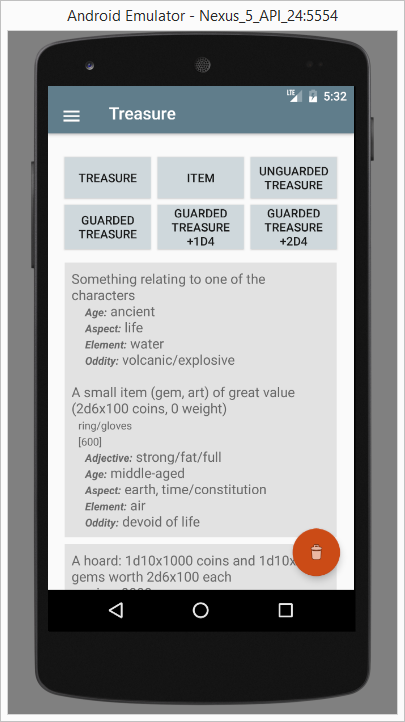 Android Emulator - Nexus_5_API_24:5554
LTE 5:32
Treasure
TREASURE
ITEM
UNGUARDED
TREASURE
GUARDED
TREASURE
GUARDED
TREASURE
+1D4
GUARDED
TREASURE
+2D4
Something relating to one of the
characters
Age: ancient
Aspect: life
Element: water
Oddity: volcanic/explosive
A small item (gem, art) of great value
(2d6x100 coins, 0 weight)
ring/gloves
[600]
Adjective: strong/fat/full
Age: middle-aged
Aspect: earth, time/constitution
Element: air
Oddity: devoid of life
A hoard: 1d10x1000 coins and 1d10x
gems worth 2d6x100 each